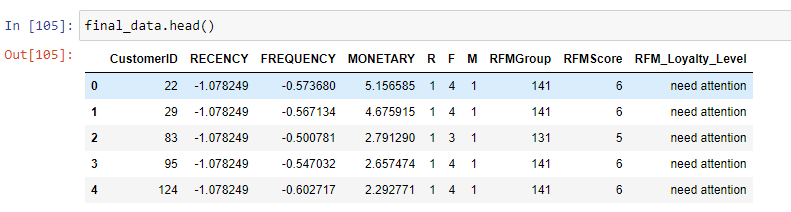 In [105]: final_data.head()
Out[105]:
CustomerID RECENCY FREQUENCY MONETARY R F M RFMGroup RFMScore RFM_Loyalty_Level
0 22 -1.078249 -0.573680 5.156585 1 4 1 141 6 need attention
1 29 -1.078249 -0.567134 4.675915 1 4 1 141 6 need attention
2 83 -1.078249 -0.500781 2.791290 1 3 1 131 5 need attention
3 95 -1.078249 -0.547032 2.657474 1 4 1 141 6 need attention
4 124 -1.078249 -0.602717 2.292771 1 4 1 141 6 need attention